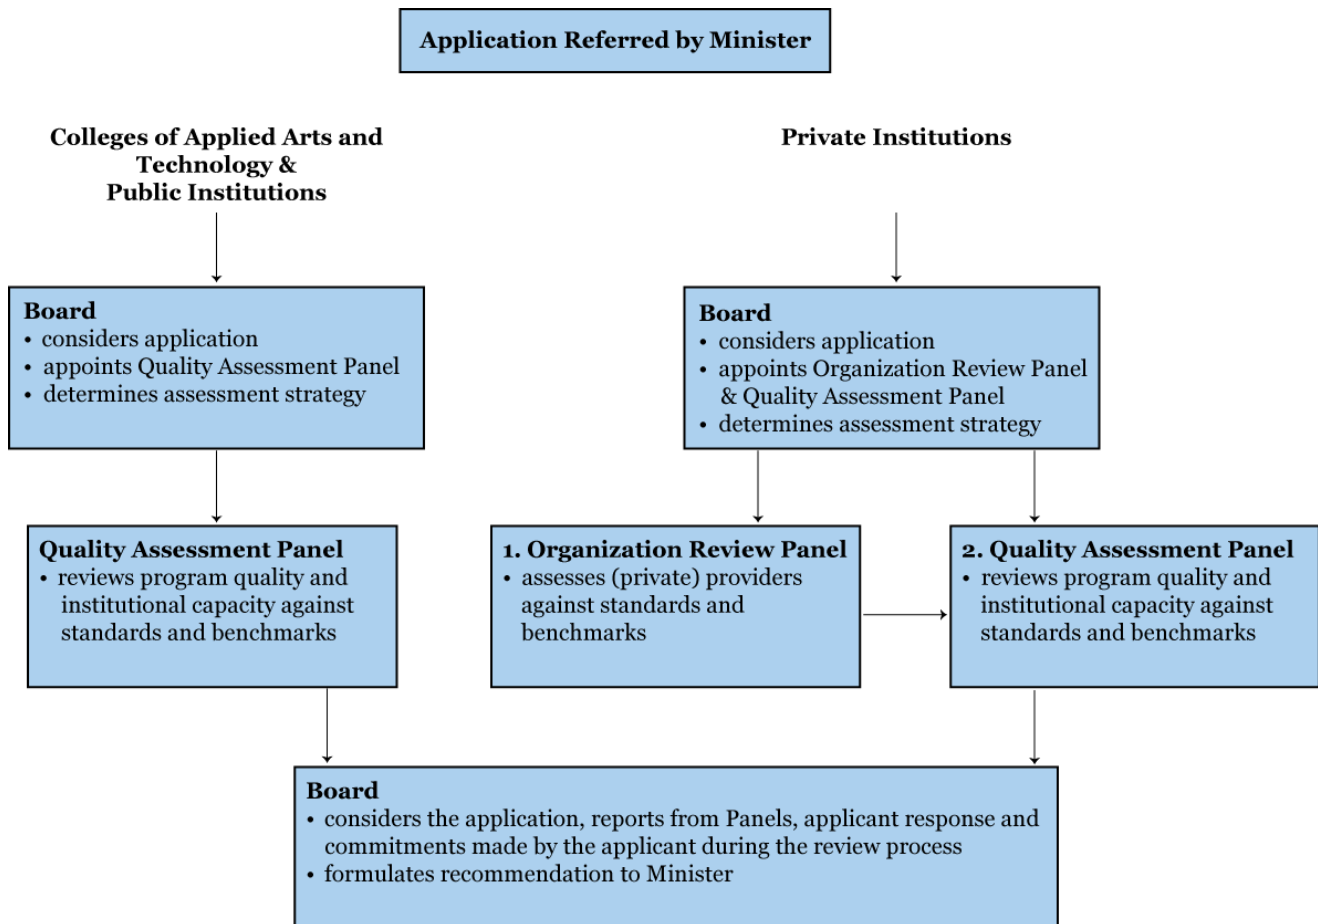 Application Referred by Minister
Colleges of Applied Arts and
Technology &
Public Institutions
Private Institutions
Board
• considers application
• appoints Quality Assessment Panel
• determines assessment strategy
Board
• considers application
• appoints Organization Review Panel
& Quality Assessment Panel
• determines assessment strategy
Quality Assessment Panel
• reviews program quality and
institutional capacity against
standards and benchmarks
1. Organization Review Panel
• assesses (private) providers
against standards and
benchmarks
2. Quality Assessment Panel
• reviews program quality and
institutional capacity against
standards and benchmarks
Board
• considers the application, reports from Panels, applicant response and
commitments made by the applicant during the review process
• formulates recommendation to Minister